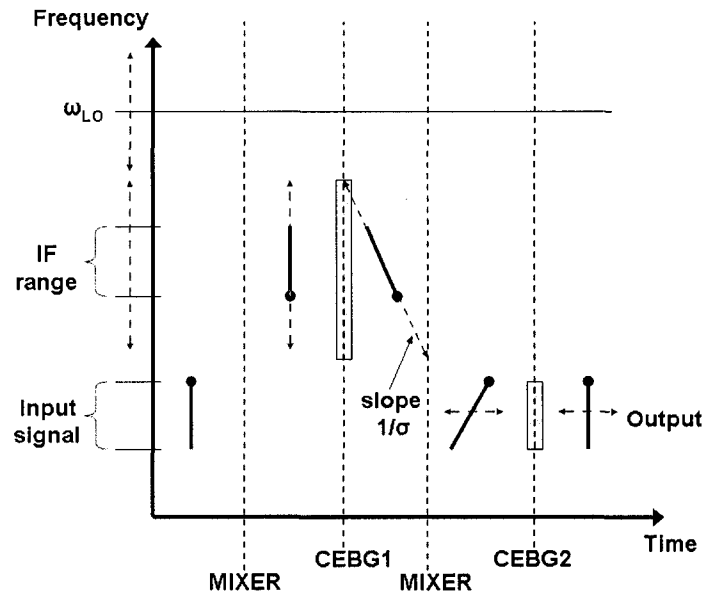 Frequency
ω_LO
IF
range
Input
signal
slope
1/σ
Output
Time
CEBG1
CEBG2
MIXER
MIXER